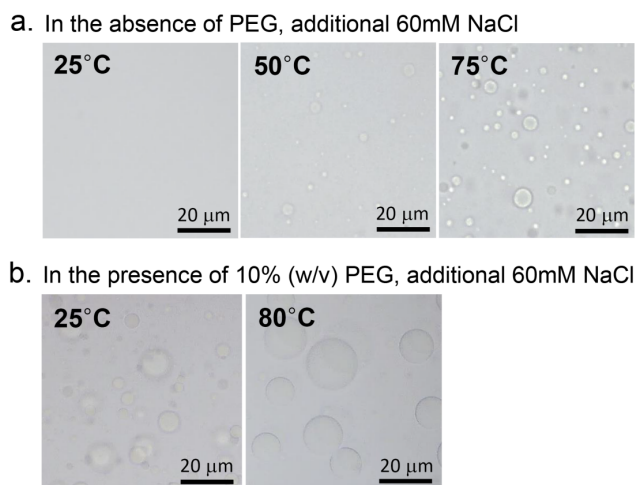 a. In the absence of PEG, additional 60mM NaCl
25°C 50°C 75°C
20 μm 20 μm 20 μm
b. In the presence of 10% (w/v) PEG, additional 60mM NaCl
25°C 80°C
20 μm 20 μm